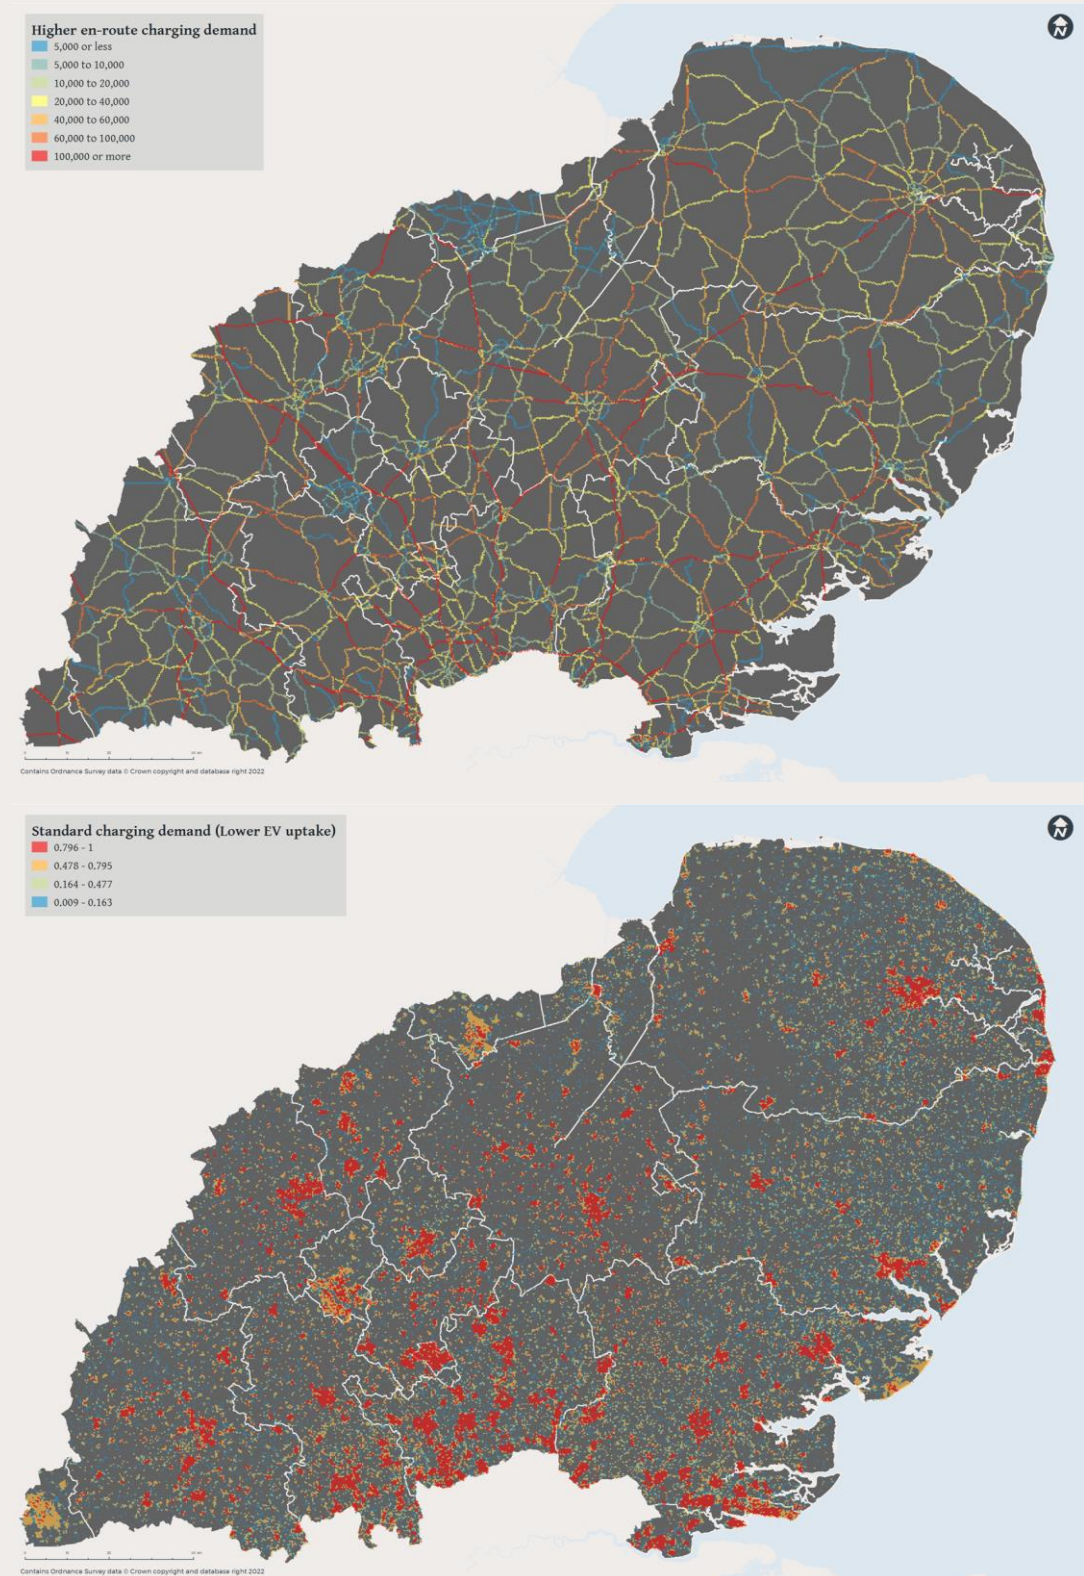 Higher en-route charging demand
5,000 or less
5,000 to 10,000
10,000 to 20,000
20,000 to 40,000
40,000 to 60,000
60,000 to 100,000
100,000 or more
N
Contains Ordnance Survey data © Crown copyright and database right 2022
Standard charging demand (Lower EV uptake)
0.796 - 1
0.478 - 0.795
0.164 - 0.477
0.009 - 0.163
N
Contains Ordnance Survey data © Crown copyright and database right 2022